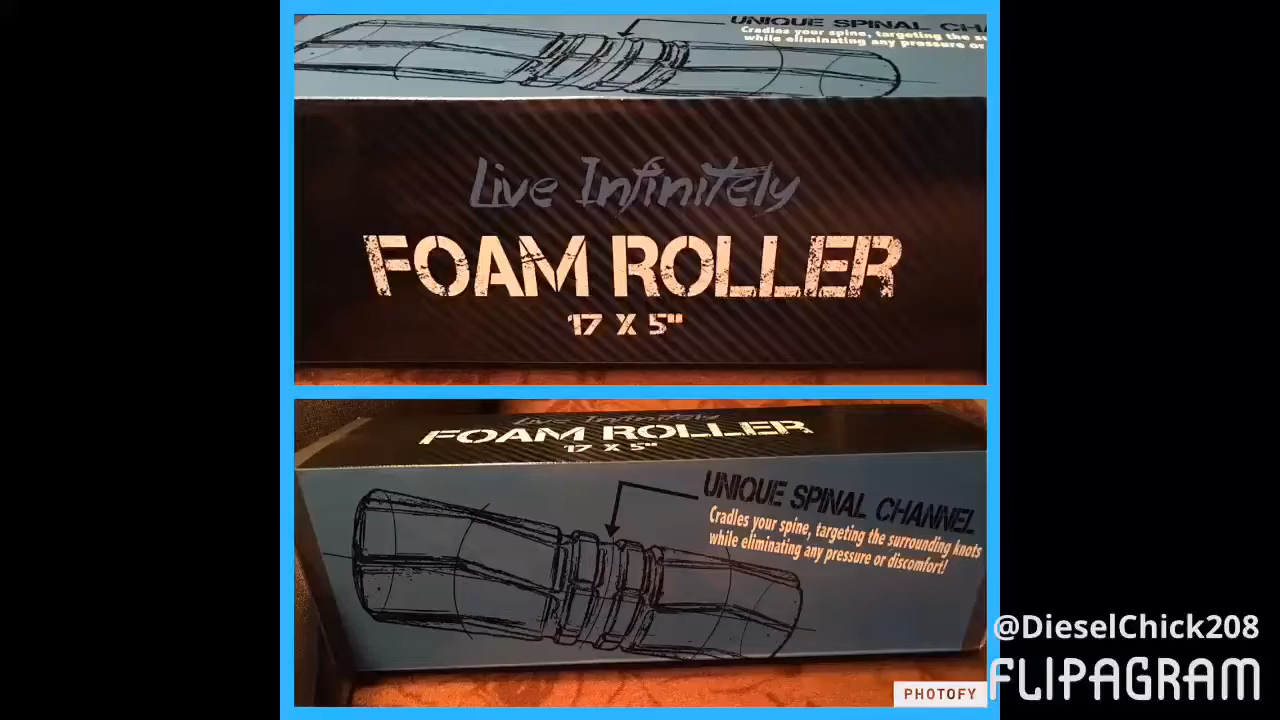 UNIQUE SPINAL
Cradles your spine, targeting the
while eliminating any pressure or
Live Infinitely
FOAM ROLLER
17 X 5"
Live Infinitely
FOAM ROLLER
17 X 5"
UNIQUE SPINAL CHANNEL
Cradles your spine, targeting the surrounding knots
while eliminating any pressure or discomfort!
@DieselChick208
PHOTOFY
FLIPAGRAM